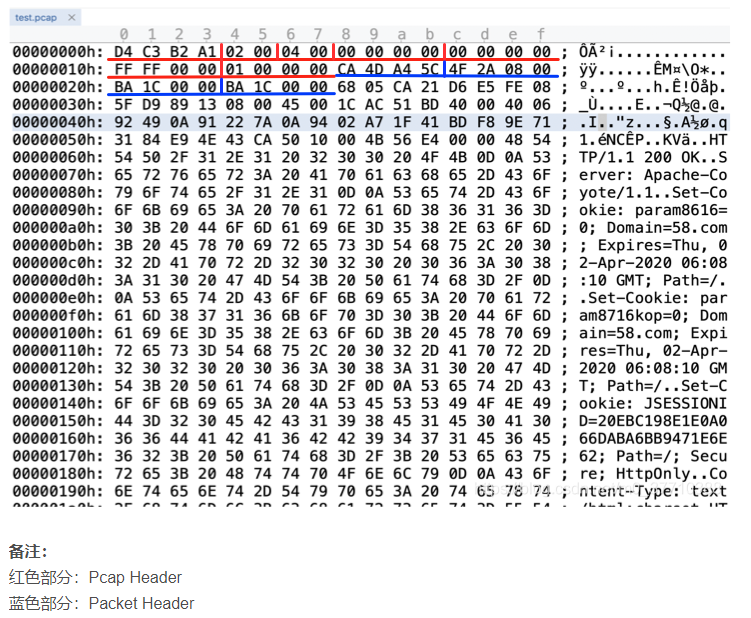 test.pcap ×
0 1 2 3 4 5 6 7 8 9 a b c d e f
00000000h: D4 C3 B2 A1 02 00 04 00 00 00 00 00 00 00 00 00 ; ÔÃ²¡............
00000010h: FF FF 00 00 01 00 00 00 CA 4D A4 5C 4F 2A 08 00 ; ÿÿ......ÊM¤\O*..
00000020h: BA 1C 00 00 BA 1C 00 00 68 05 CA 21 D6 E5 FE 08 ; º...º...h.Ê!Öåþ.
00000030h: 5F D9 89 13 08 00 45 00 1C AC 51 BD 40 00 40 06 ; _Ù....E..¬Q½@.@.
00000040h: 92 49 0A 91 22 7A 0A 94 02 A7 1F 41 BD F8 9E 71 ; .I.."z...§.A½ø.q
00000050h: 31 84 E9 4E 43 CA 50 10 00 4B 56 E4 00 00 48 54 ; 1.éNCÊP..KVä..HT
00000060h: 54 50 2F 31 2E 31 20 32 30 30 20 4F 4B 0D 0A 53 ; TP/1.1 200 OK..S
00000070h: 65 72 76 65 72 3A 20 41 70 61 63 68 65 2D 43 6F ; erver: Apache-Co
00000080h: 79 6F 74 65 2F 31 2E 31 0D 0A 53 65 74 2D 43 6F ; yote/1.1..Set-Co
00000090h: 6F 6B 69 65 3A 20 70 61 72 61 6D 38 36 31 36 3D ; okie: param8616=
000000a0h: 30 3B 20 44 6F 6D 61 69 6E 3D 35 38 2E 63 6F 6D ; 0; Domain=58.com
000000b0h: 3B 20 45 78 70 69 72 65 73 3D 54 68 75 2C 20 30 ; ; Expires=Thu, 0
000000c0h: 32 2D 41 70 72 2D 32 30 32 30 20 30 36 3A 30 38 ; 2-Apr-2020 06:08
000000d0h: 3A 31 30 20 47 4D 54 3B 20 50 61 74 68 3D 2F 0D ; :10 GMT; Path=/.
000000e0h: 0A 53 65 74 2D 43 6F 6F 6B 69 65 3A 20 70 61 72 ; .Set-Cookie: par
000000f0h: 61 6D 38 37 31 36 6B 6F 70 3D 30 3B 20 44 6F 6D ; am8716kop=0; Dom
00000100h: 61 69 6E 3D 35 38 2E 63 6F 6D 3B 20 45 78 70 69 ; ain=58.com; Expi
00000110h: 72 65 73 3D 54 68 75 2C 20 30 32 2D 41 70 72 2D ; res=Thu, 02-Apr-
00000120h: 32 30 32 30 20 30 36 3A 30 38 3A 31 30 20 47 4D ; 2020 06:08:10 GM
00000130h: 54 3B 20 50 61 74 68 3D 2F 0D 0A 53 65 74 2D 43 ; T; Path=/..Set-C
00000140h: 6F 6F 6B 69 65 3A 20 4A 53 45 53 53 49 4F 4E 49 ; ookie: JSESSIONI
00000150h: 44 3D 32 30 45 42 43 31 39 38 45 31 45 30 41 30 ; D=20EBC198E1E0A0
00000160h: 36 36 44 41 42 41 36 42 42 39 34 37 31 45 36 45 ; 66DABA6BB9471E6E
00000170h: 36 32 3B 20 50 61 74 68 3D 2F 3B 20 53 65 63 75 ; 62; Path=/; Secu
00000180h: 72 65 3B 20 48 74 74 70 4F 6E 6C 79 0D 0A 43 6F ; re; HttpOnly..Co
00000190h: 6E 74 65 6E 74 2D 54 79 70 65 3A 20 74 65 78 74 ; ntent-Type: text
备注：
红色部分：Pcap Header
蓝色部分：Packet Header